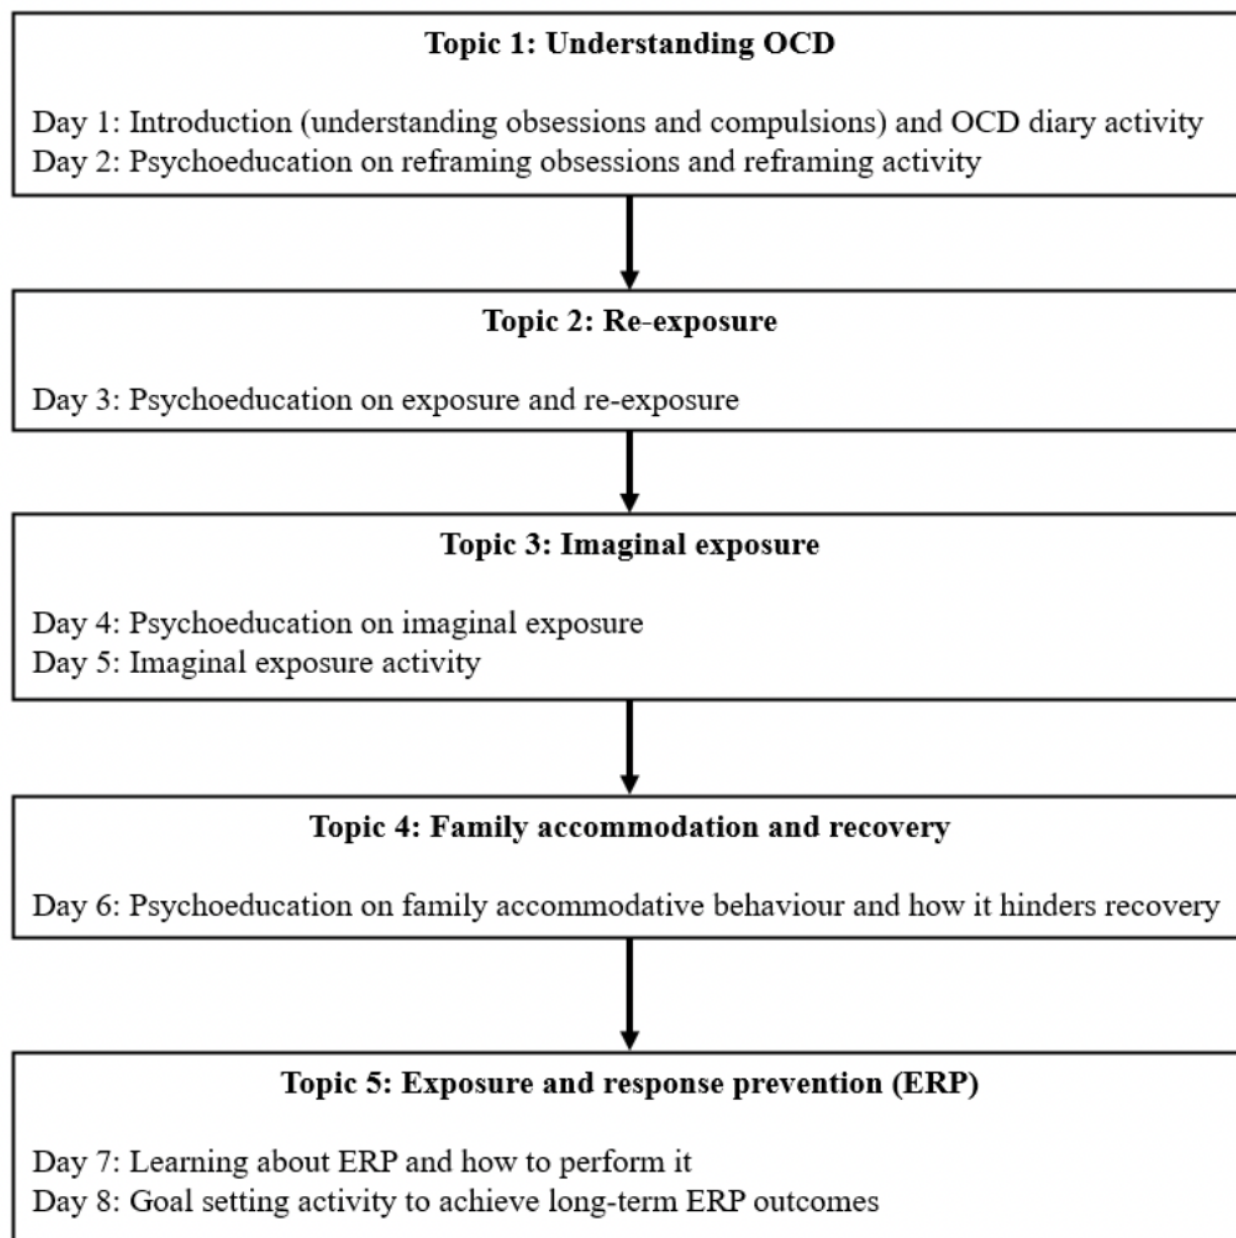 Topic 1: Understanding OCD
Day 1: Introduction (understanding obsessions and compulsions) and OCD diary activity
Day 2: Psychoeducation on reframing obsessions and reframing activity
Topic 2: Re-exposure
Day 3: Psychoeducation on exposure and re-exposure
Topic 3: Imaginal exposure
Day 4: Psychoeducation on imaginal exposure
Day 5: Imaginal exposure activity
Topic 4: Family accommodation and recovery
Day 6: Psychoeducation on family accommodative behaviour and how it hinders recovery
Topic 5: Exposure and response prevention (ERP)
Day 7: Learning about ERP and how to perform it
Day 8: Goal setting activity to achieve long-term ERP outcomes